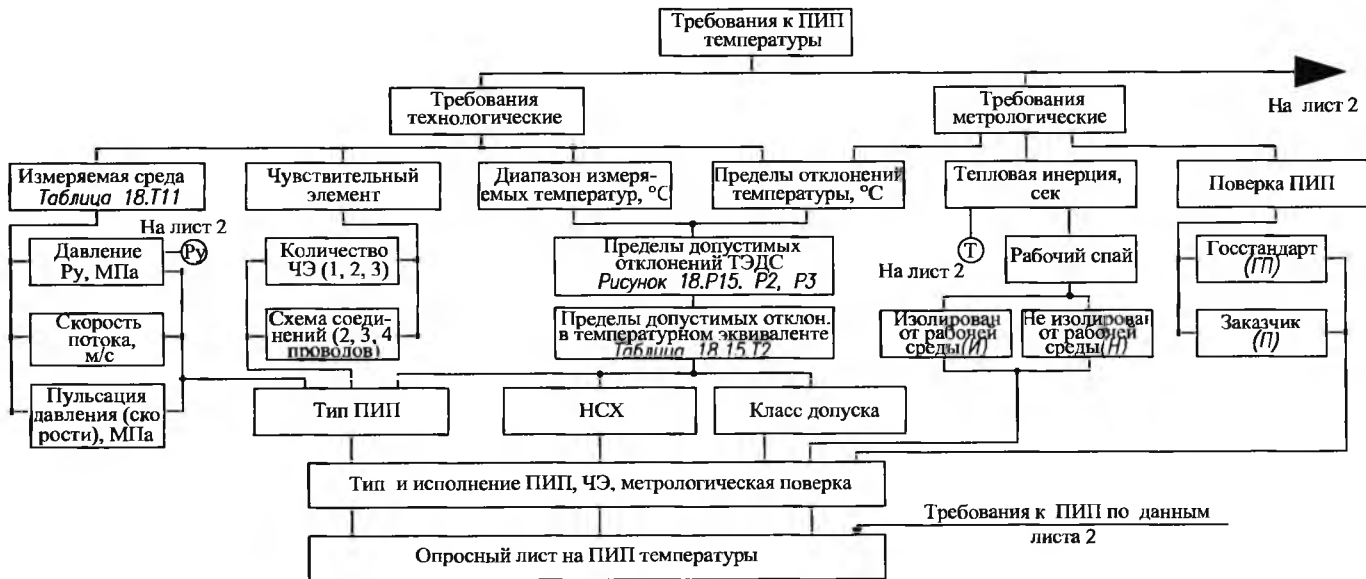 Требования к ПИП
температуры
На лист 2
Требования
технологические
Требования
метрологические
Измеряемая среда
Таблица 18.Т11
Чувствительный
элемент
Диапазон измеря-
емых температур, °С
Пределы отклонений
температуры, °С
Тепловая инерция,
сек
Поверка ПИП
На лист 2
Давление
Ру, МПа
Ру
Количество
ЧЭ (1, 2, 3)
Пределы допустимых
отклонений ТЭДС
Рисунок 18.Р15. Р2, Р3
Т
На лист 2
Рабочий спай
Госстандарт
(ГП)
Скорость
потока,
м/с
Схема соеди-
нений (2, 3, 4
проводов)
Пределы допустимых отклон.
в температурном эквиваленте
Таблица 18.15.Т2
Изолирован
от рабочей
среды(И)
Не изолирован
от рабочей
среды(Н)
Заказчик
(П)
Пульсация
давления (ско
рости), МПа
Тип ПИП
НСХ
Класс допуска
Тип и исполнение ПИП, ЧЭ, метрологическая поверка
Требования к ПИП по данным
листа 2
Опросный лист на ПИП температуры